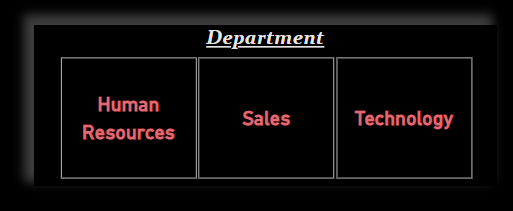 Department
Human
Resources
Sales
Technology